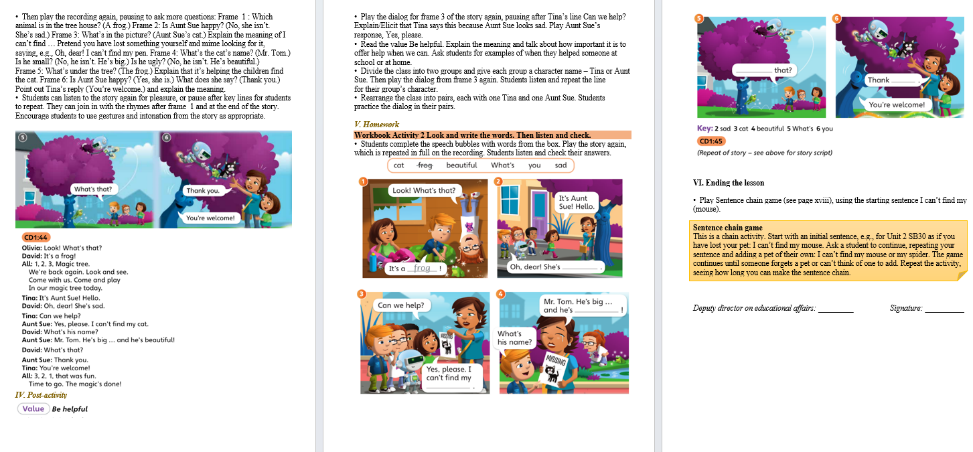 • Then play the recording again, pausing to ask more questions: Frame 1 : Which
animal is in the tree house? (A frog.) Frame 2: Is Aunt Sue happy? (No, she isn't.
She's sad.) Frame 3: What's in the picture? (Aunt Sue's cat.) Explain the meaning of I
can't find … Pretend you have lost something yourself and mime looking for it,
saying, e.g., Oh, dear! I can't find my pen. Frame 4: What's the cat's name? (Mr. Tom.)
Is he small? (No, he isn't. He's big.) Is he ugly? (No, he isn't. He's beautiful.)
Frame 5: What's under the tree? (The frog.) Explain that it's helping the children find
the cat. Frame 6: Is Aunt Sue happy? (Yes, she is.) What does she say? (Thank you.)
Point out Tina's reply (You're welcome.) and explain the meaning.
• Students can listen to the story again for pleasure, or pause after key lines for students
to repeat. They can join in with the rhymes after frame 1 and at the end of the story.
Encourage students to use gestures and intonation from the story as appropriate.
5
What's that?
6
Thank you.
You're welcome!
CD1:44
Olivia: Look! What's that?
David: It's a frog!
All: 1, 2, 3, Magic tree.
We're back again. Look and see.
Come with us. Come and play
In our magic tree today.
Tina: It's Aunt Sue! Hello.
David: Oh, dear! She's sad.
Tina: Can we help?
Aunt Sue: Yes, please. I can't find my cat.
David: What's his name?
Aunt Sue: Mr. Tom. He's big … and he's beautiful!
David: What's that?
Aunt Sue: Thank you.
Tina: You're welcome!
All: 3, 2, 1, that was fun.
Time to go. The magic's done!
IV. Post-activity
Value Be helpful
• Play the dialog for frame 3 of the story again, pausing after Tina's line Can we help?
Explain/Elicit that Tina says this because Aunt Sue looks sad. Play Aunt Sue's
response, Yes, please.
• Read the value Be helpful. Explain the meaning and talk about how important it is to
offer help when we can. Ask students for examples of when they helped someone at
school or at home.
• Divide the class into two groups and give each group a character name – Tina or Aunt
Sue. Then play the dialog from frame 3 again. Students listen and repeat the line
for their group's character.
• Rearrange the class into pairs, each with one Tina and one Aunt Sue. Students
practice the dialog in their pairs.
V. Homework
Workbook Activity 2 Look and write the words. Then listen and check.
• Students complete the speech bubbles with words from the box. Play the story again,
which is repeated in full on the recording. Students listen and check their answers.
cat frog beautiful What's you sad
1
Look! What's that?
It's a frog !
2
It's Aunt
Sue! Hello.
Oh, dear! She's ________ .
3
Can we help?
Yes, please. I
can't find my
________ .
4
Mr. Tom. He's big …
and he's ________ !
What's
his name?
MISSING
5
________ that?
6
Thank ________ .
You're welcome!
Key: 2 sad 3 cat 4 beautiful 5 What's 6 you
CD1:45
(Repeat of story – see above for story script)
VI. Ending the lesson
• Play Sentence chain game (see page xviii), using the starting sentence I can't find my
(mouse).
Sentence chain game
This is a chain activity. Start with an initial sentence, e.g., for Unit 2 SB30 as if you
have lost your pet: I can't find my mouse. Ask a student to continue, repeating your
sentence and adding a pet of their own: I can't find my mouse or my spider. The game
continues until someone forgets a pet or can't think of one to add. Repeat the activity,
seeing how long you can make the sentence chain.
Deputy director on educational affairs: ________ Signature: ________